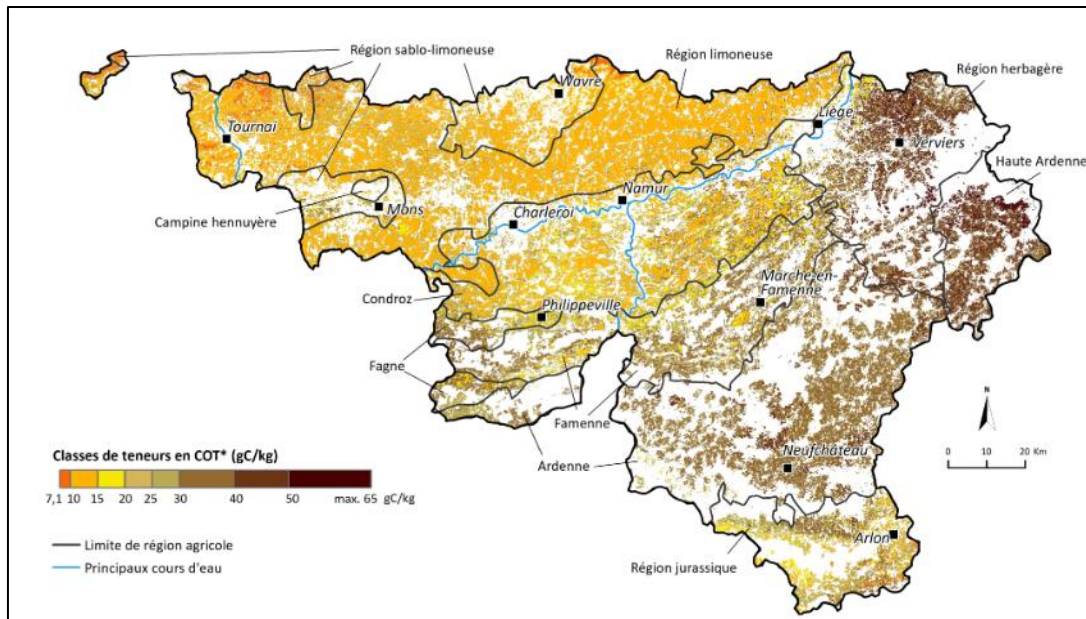 Région sablo-limoneuse
Région limoneuse
Région herbagère
Wavre
Liège
Tournai
Verviers
Haute Ardenne
Namur
Campine hennuyère
Mons
Charleroi
Marche-en-
Famenne
Condroz
Philippeville
Fagne
Famenne
N
Classes de teneurs en COT* (gC/kg)
Ardenne
Neufchâteau
0 10 20 Km
7,1 10 15 20 25 30 40 50 max. 65 gC/kg
Arlon
Limite de région agricole
Région jurassique
Principaux cours d'eau